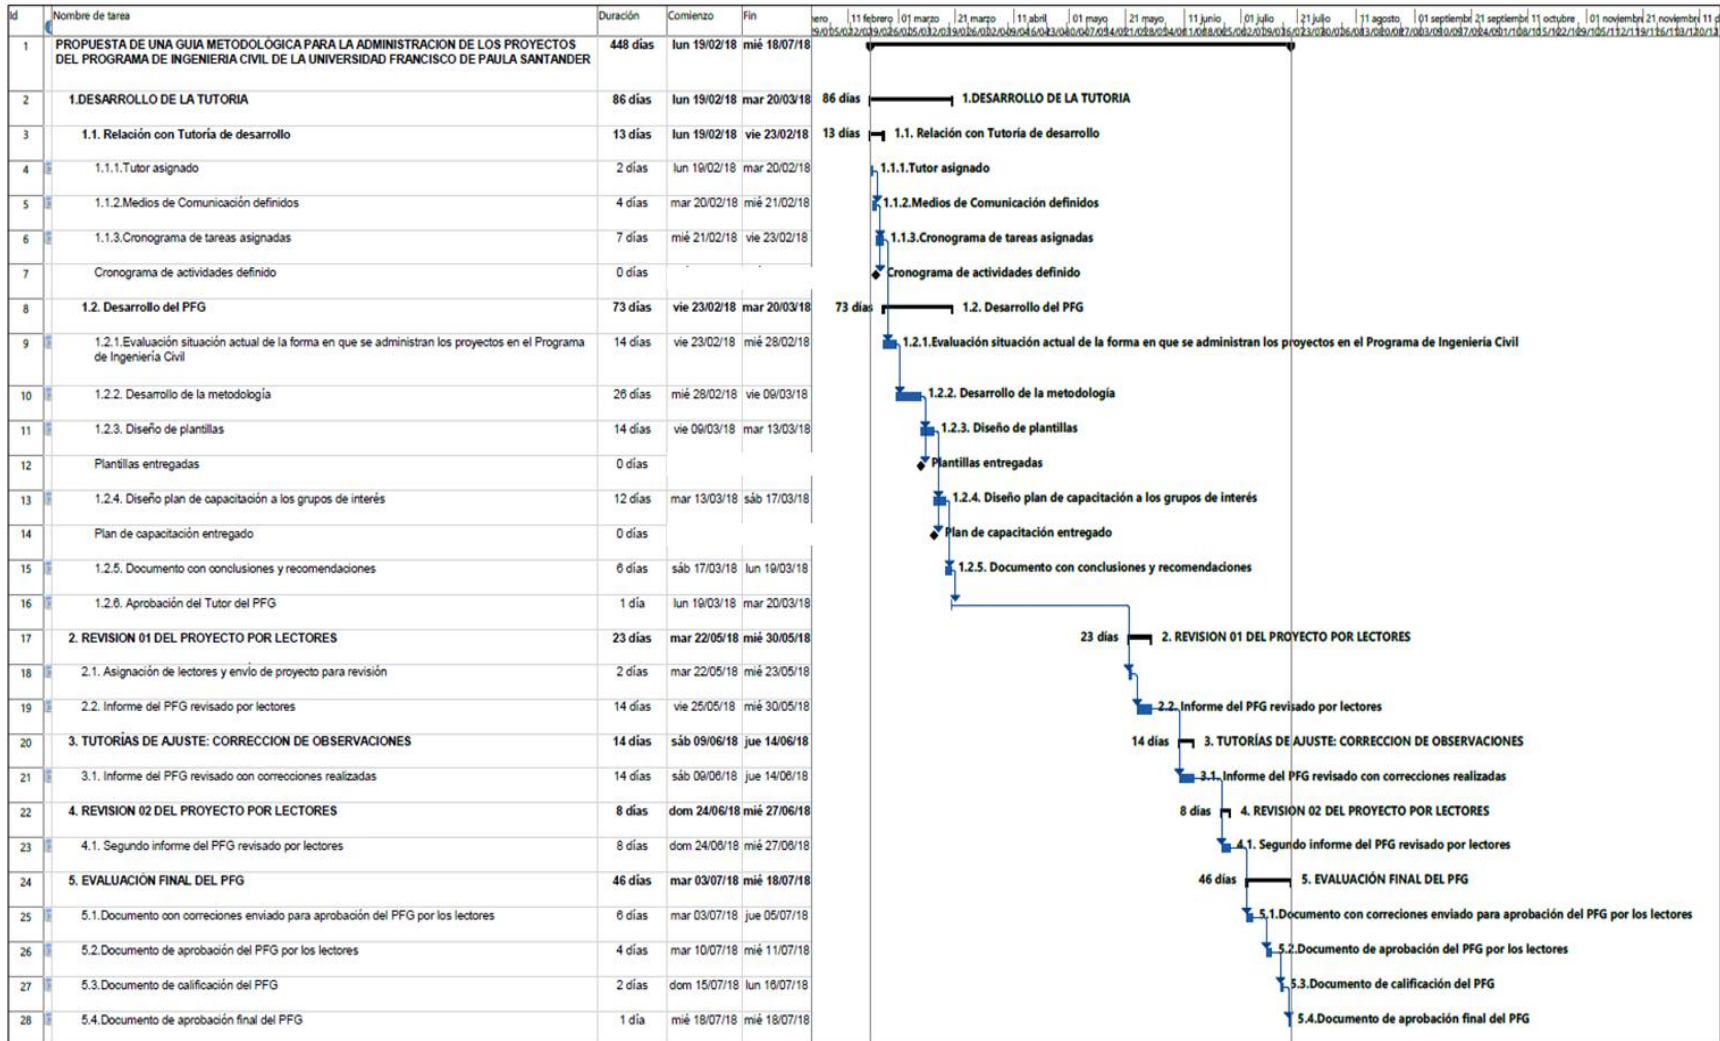 Id Nombre de tarea Duración Comienzo Fin 11 febrero 01 marzo 21 marzo 11 abril 01 mayo 21 mayo 11 junio 01 julio 21 julio 11 agosto 01 septiembre 21 septiembre 11 octubre 01 noviembre 21 noviembre
1 PROPUESTA DE UNA GUIA METODOLÓGICA PARA LA ADMINISTRACION DE LOS PROYECTOS 448 días lun 19/02/18 mié 18/07/18
DEL PROGRAMA DE INGENIERIA CIVIL DE LA UNIVERSIDAD FRANCISCO DE PAULA SANTANDER
2 1.DESARROLLO DE LA TUTORIA 86 días lun 19/02/18 mar 20/03/18 86 días 1.DESARROLLO DE LA TUTORIA
3 1.1. Relación con Tutoría de desarrollo 13 días lun 19/02/18 vie 23/02/18 13 días 1.1. Relación con Tutoría de desarrollo
4 1.1.1.Tutor asignado 2 días lun 19/02/18 mar 20/02/18 1.1.1.Tutor asignado
5 1.1.2.Medios de Comunicación definidos 4 días mar 20/02/18 mié 21/02/18 1.1.2.Medios de Comunicación definidos
6 1.1.3.Cronograma de tareas asignadas 7 días mié 21/02/18 vie 23/02/18 1.1.3.Cronograma de tareas asignadas
7 Cronograma de actividades definido 0 días Cronograma de actividades definido
8 1.2. Desarrollo del PFG 73 días vie 23/02/18 mar 20/03/18 73 días 1.2. Desarrollo del PFG
9 1.2.1.Evaluación situación actual de la forma en que se administran los proyectos en el Programa 14 días vie 23/02/18 mié 28/02/18 1.2.1.Evaluación situación actual de la forma en que se administran los proyectos en el Programa de Ingeniería Civil
de Ingeniería Civil
10 1.2.2. Desarrollo de la metodología 26 días mié 28/02/18 vie 09/03/18 1.2.2. Desarrollo de la metodología
11 1.2.3. Diseño de plantillas 14 días vie 09/03/18 mar 13/03/18 1.2.3. Diseño de plantillas
12 Plantillas entregadas 0 días Plantillas entregadas
13 1.2.4. Diseño plan de capacitación a los grupos de interés 12 días mar 13/03/18 sáb 17/03/18 1.2.4. Diseño plan de capacitación a los grupos de interés
14 Plan de capacitación entregado 0 días Plan de capacitación entregado
15 1.2.5. Documento con conclusiones y recomendaciones 6 días sáb 17/03/18 lun 19/03/18 1.2.5. Documento con conclusiones y recomendaciones
16 1.2.6. Aprobación del Tutor del PFG 1 día lun 19/03/18 mar 20/03/18
17 2. REVISION 01 DEL PROYECTO POR LECTORES 23 días mar 22/05/18 mié 30/05/18 23 días 2. REVISION 01 DEL PROYECTO POR LECTORES
18 2.1. Asignación de lectores y envío de proyecto para revisión 2 días mar 22/05/18 mié 23/05/18
19 2.2. Informe del PFG revisado por lectores 14 días vie 25/05/18 mié 30/05/18 2.2. Informe del PFG revisado por lectores
20 3. TUTORÍAS DE AJUSTE: CORRECCION DE OBSERVACIONES 14 días sáb 09/06/18 jue 14/06/18 14 días 3. TUTORÍAS DE AJUSTE: CORRECCION DE OBSERVACIONES
21 3.1. Informe del PFG revisado con correcciones realizadas 14 días sáb 09/06/18 jue 14/06/18 3.1. Informe del PFG revisado con correcciones realizadas
22 4. REVISION 02 DEL PROYECTO POR LECTORES 8 días dom 24/06/18 mié 27/06/18 8 días 4. REVISION 02 DEL PROYECTO POR LECTORES
23 4.1. Segundo informe del PFG revisado por lectores 8 días dom 24/06/18 mié 27/06/18 4.1. Segundo informe del PFG revisado por lectores
24 5. EVALUACIÓN FINAL DEL PFG 46 días mar 03/07/18 mié 18/07/18 46 días 5. EVALUACIÓN FINAL DEL PFG
25 5.1.Documento con correciones enviado para aprobación del PFG por los lectores 6 días mar 03/07/18 jue 05/07/18 5.1.Documento con correciones enviado para aprobación del PFG por los lectores
26 5.2.Documento de aprobación del PFG por los lectores 4 días mar 10/07/18 mié 11/07/18 5.2.Documento de aprobación del PFG por los lectores
27 5.3.Documento de calificación del PFG 2 días dom 15/07/18 lun 16/07/18 5.3.Documento de calificación del PFG
28 5.4.Documento de aprobación final del PFG 1 día mié 18/07/18 mié 18/07/18 5.4.Documento de aprobación final del PFG